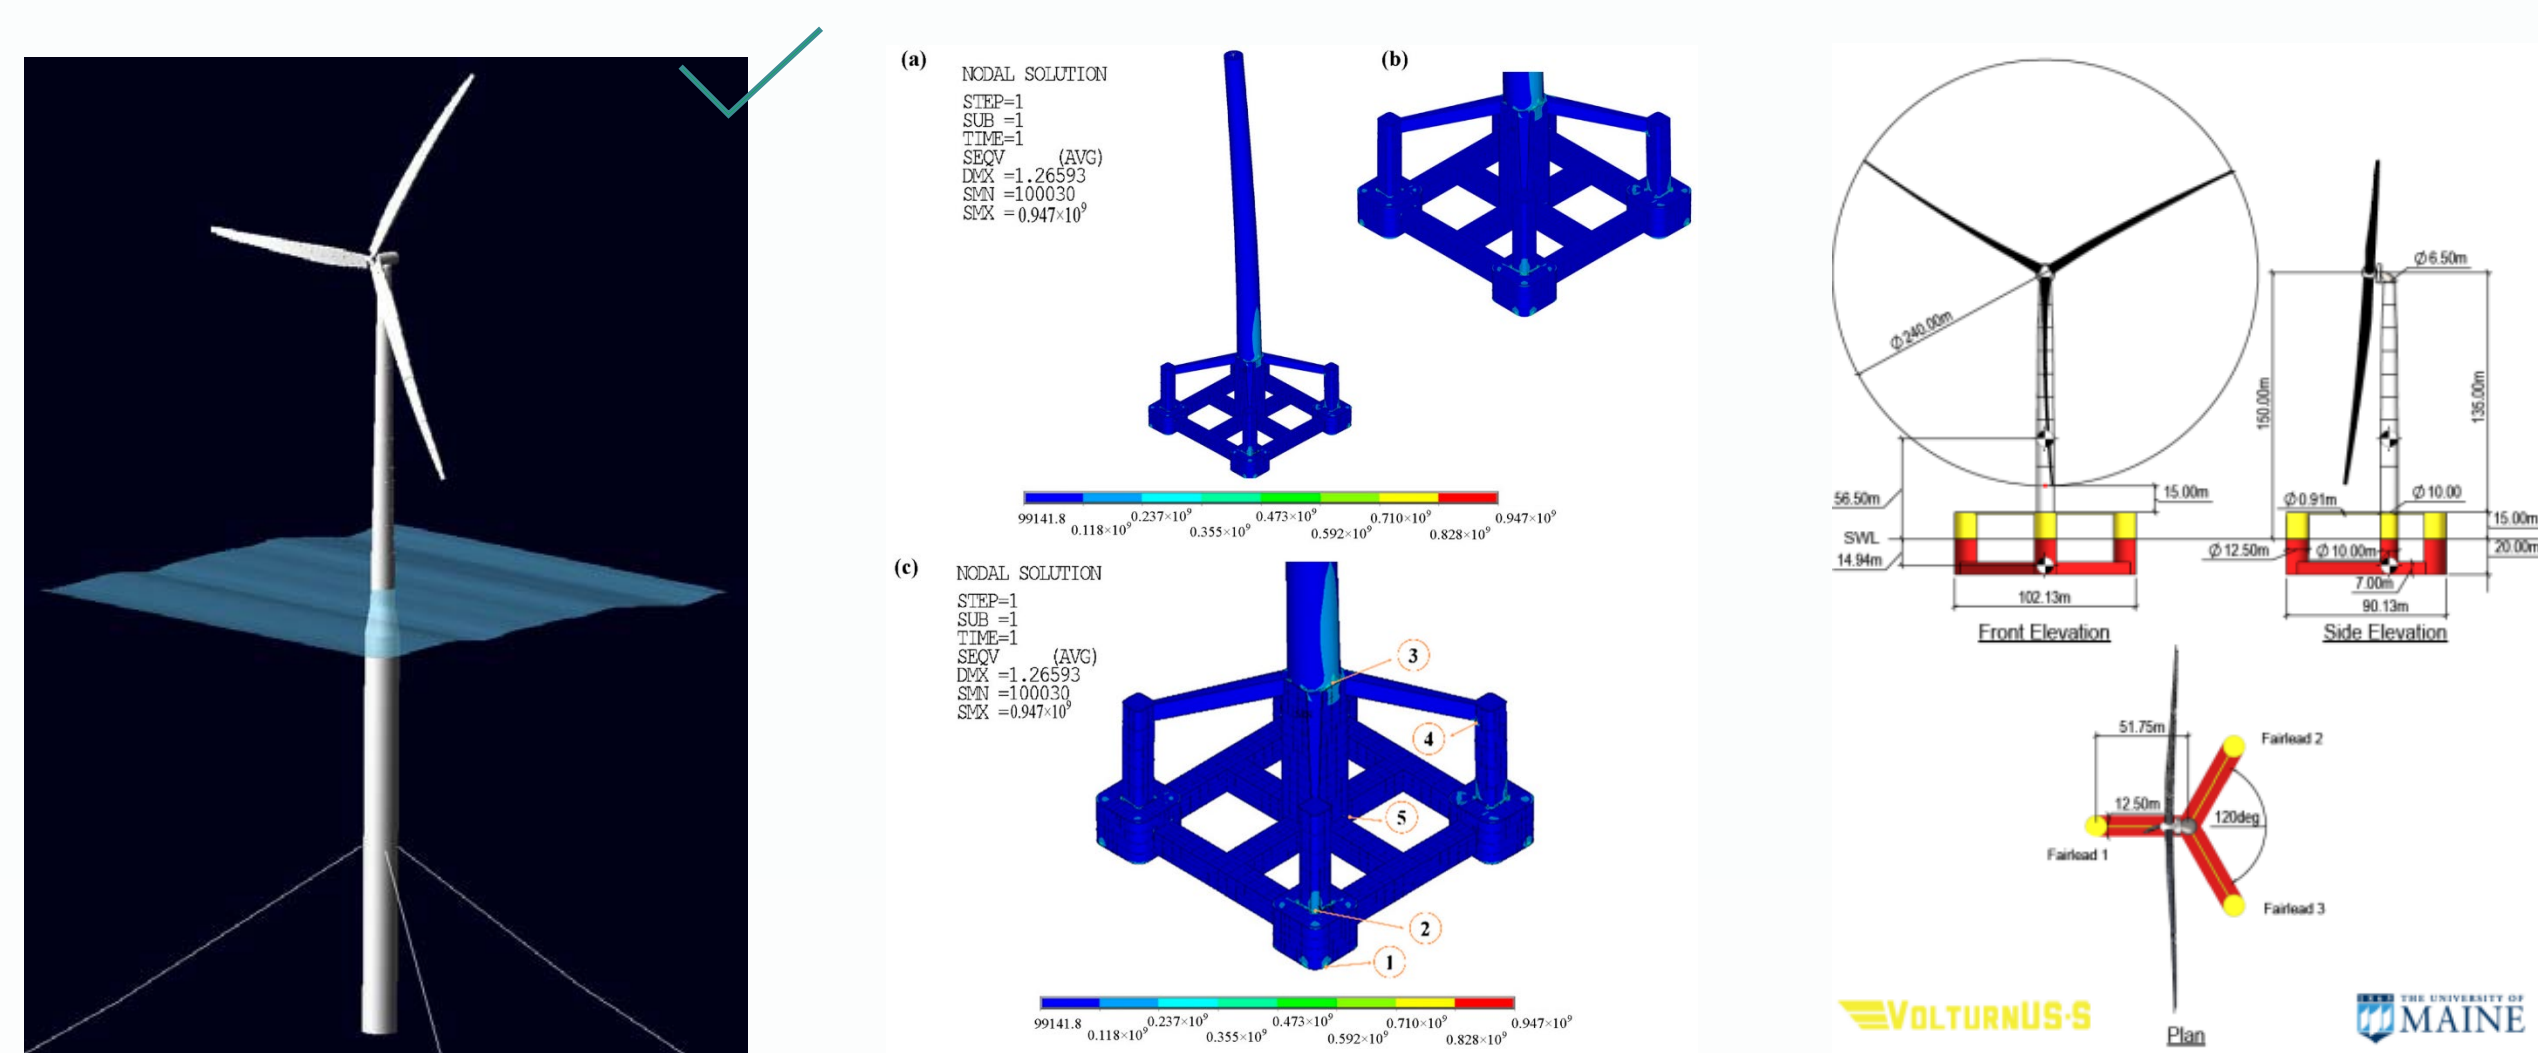 (a)
NODAL SOLUTION
STEP=1
SUB =1
TIME=1
SEQV (AVG)
DMX =1.26593
SMN =100030
SMX =0.947×10⁹
(b)
99141.8 0.118×10⁹ 0.237×10⁹ 0.355×10⁹ 0.473×10⁹ 0.592×10⁹ 0.710×10⁹ 0.828×10⁹ 0.947×10⁹
(c)
NODAL SOLUTION
STEP=1
SUB =1
TIME=1
SEQV (AVG)
DMX =1.26593
SMN =100030
SMX =0.947×10⁹
3
4
5
2
1
99141.8 0.118×10⁹ 0.237×10⁹ 0.355×10⁹ 0.473×10⁹ 0.592×10⁹ 0.710×10⁹ 0.828×10⁹ 0.947×10⁹
Ø240.00m
56.50m
SWL
14.94m
15.00m
102.13m
Front Elevation
Ø6.50m
150.00m
135.00m
Ø0.91m
Ø10.00
15.00m
Ø12.50m
Ø10.00m
20.00m
7.00m
90.13m
Side Elevation
51.75m
Fairlead 2
12.50m
120deg
Fairlead 1
Fairlead 3
VOLTURNUS-S
Plan
1865
THE UNIVERSITY OF
MAINE